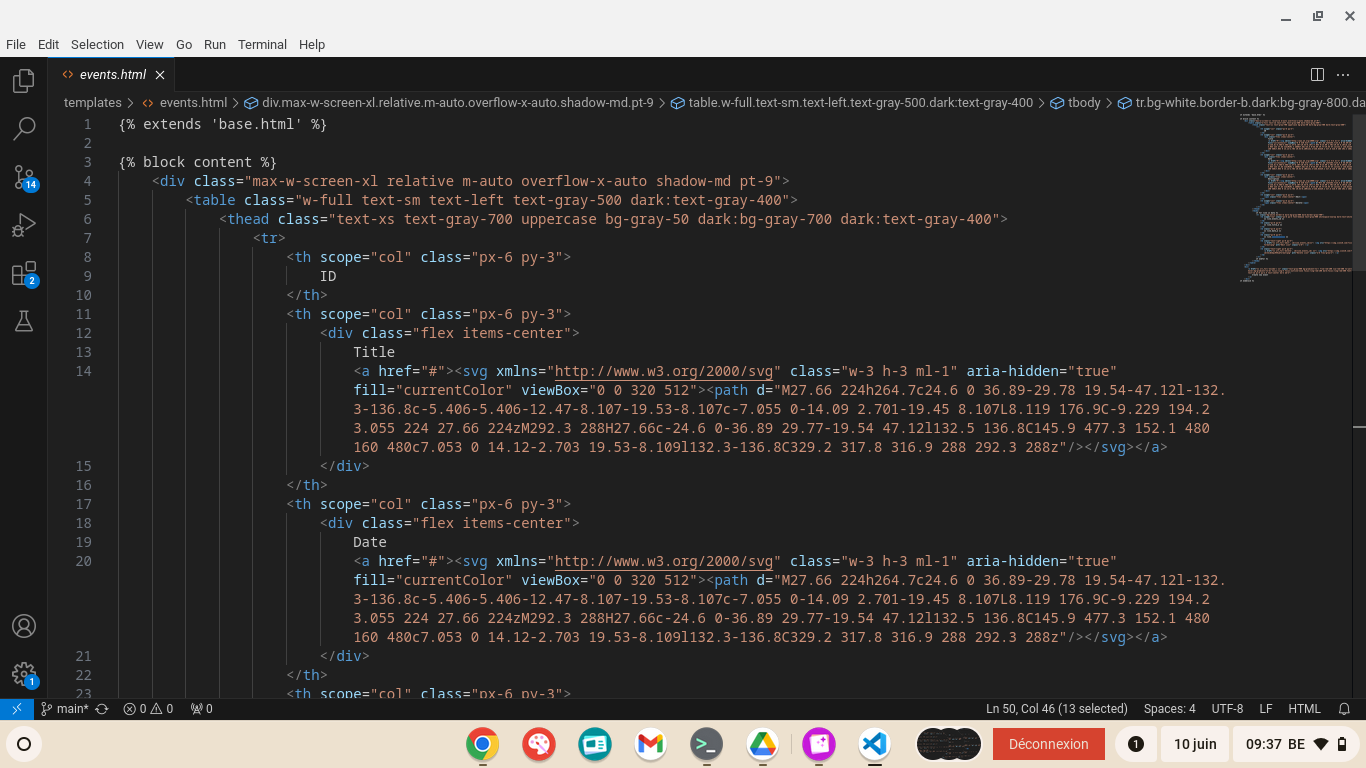 File Edit Selection View Go Run Terminal Help
events.html
templates > events.html > div.max-w-screen-xl.relative.m-auto.overflow-x-auto.shadow-md.pt-9 > table.w-full.text-sm.text-left.text-gray-500.dark:text-gray-400 > tbody > tr.bg-white.border-b.dark:bg-gray-800.da
1 {% extends 'base.html' %}
2
3 {% block content %}
4 <div class="max-w-screen-xl relative m-auto overflow-x-auto shadow-md pt-9">
5 <table class="w-full text-sm text-left text-gray-500 dark:text-gray-400">
6 <thead class="text-xs text-gray-700 uppercase bg-gray-50 dark:bg-gray-700 dark:text-gray-400">
7 <tr>
8 <th scope="col" class="px-6 py-3">
9 ID
10 </th>
11 <th scope="col" class="px-6 py-3">
12 <div class="flex items-center">
13 Title
14 <a href="#"><svg xmlns="http://www.w3.org/2000/svg" class="w-3 h-3 ml-1" aria-hidden="true"
fill="currentColor" viewBox="0 0 320 512"><path d="M27.66 224h264.7c24.6 0 36.89-29.78 19.54-47.12l-132.
3-136.8c-5.406-5.406-12.47-8.107-19.53-8.107c-7.055 0-14.09 2.701-19.45 8.107L8.119 176.9C-9.229 194.2
3.055 224 27.66 224zM292.3 288H27.66c-24.6 0-36.89 29.77-19.54 47.12l132.5 136.8C145.9 477.3 152.1 480
160 480c7.053 0 14.12-2.703 19.53-8.109l132.3-136.8C329.2 317.8 316.9 288 292.3 288z"/></svg></a>
15 </div>
16 </th>
17 <th scope="col" class="px-6 py-3">
18 <div class="flex items-center">
19 Date
20 <a href="#"><svg xmlns="http://www.w3.org/2000/svg" class="w-3 h-3 ml-1" aria-hidden="true"
fill="currentColor" viewBox="0 0 320 512"><path d="M27.66 224h264.7c24.6 0 36.89-29.78 19.54-47.12l-132.
3-136.8c-5.406-5.406-12.47-8.107-19.53-8.107c-7.055 0-14.09 2.701-19.45 8.107L8.119 176.9C-9.229 194.2
3.055 224 27.66 224zM292.3 288H27.66c-24.6 0-36.89 29.77-19.54 47.12l132.5 136.8C145.9 477.3 152.1 480
160 480c7.053 0 14.12-2.703 19.53-8.109l132.3-136.8C329.2 317.8 316.9 288 292.3 288z"/></svg></a>
21 </div>
22 </th>
23 <th scope="col" class="px-6 py-3">
14
2
1
main* 0 0 0 Ln 50, Col 46 (13 selected) Spaces: 4 UTF-8 LF HTML
Déconnexion 1 10 juin 09:37 BE